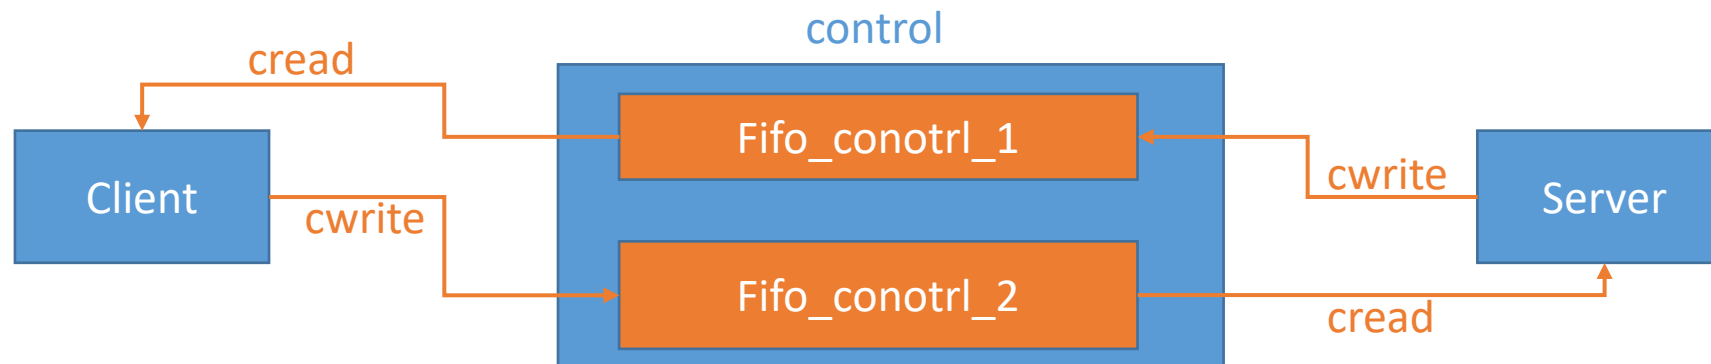 control
cread
Fifo_conotrl_1
Client
cwrite
cwrite
Server
Fifo_conotrl_2
cread